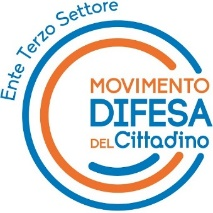 Ente Terzo Settore
MOVIMENTO
DIFESA
DEL Cittadino